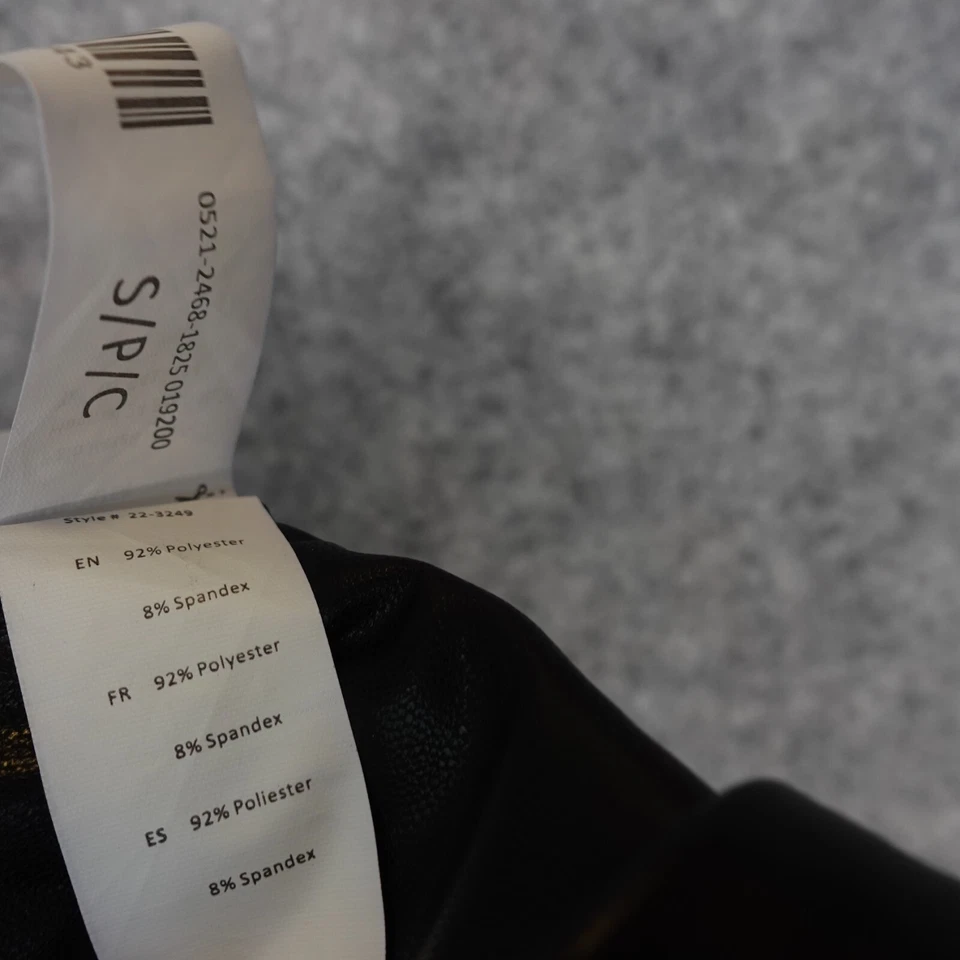 0521-2468-1825 019200
S/P/C
Style # 22-3249
EN 92% Polyester
8% Spandex
FR 92% Polyester
8% Spandex
ES 92% Poliester
8% Spandex